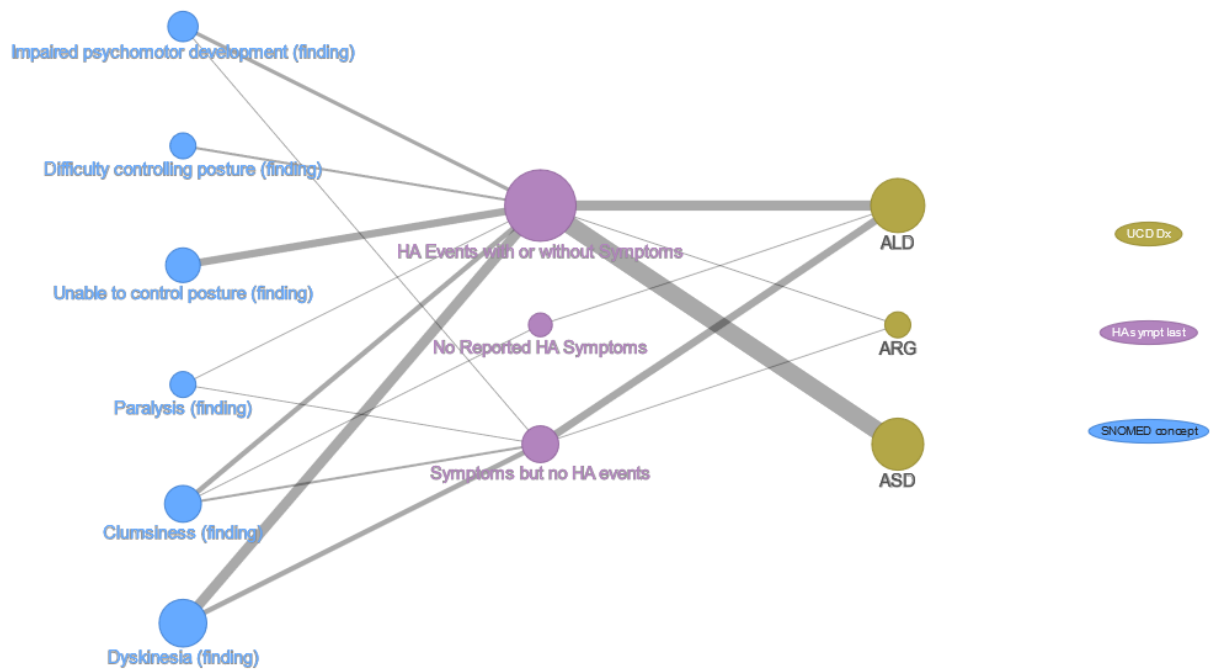 Impaired psychomotor development (finding)
Difficulty controlling posture (finding)
Unable to control posture (finding)
Paralysis (finding)
Clumsiness (finding)
Dyskinesia (finding)
HA Events with or without Symptoms
No Reported HA Symptoms
Symptoms but no HA events
ALD
ARG
ASD
UCD Dx
HA sympt last
SNOMED concept